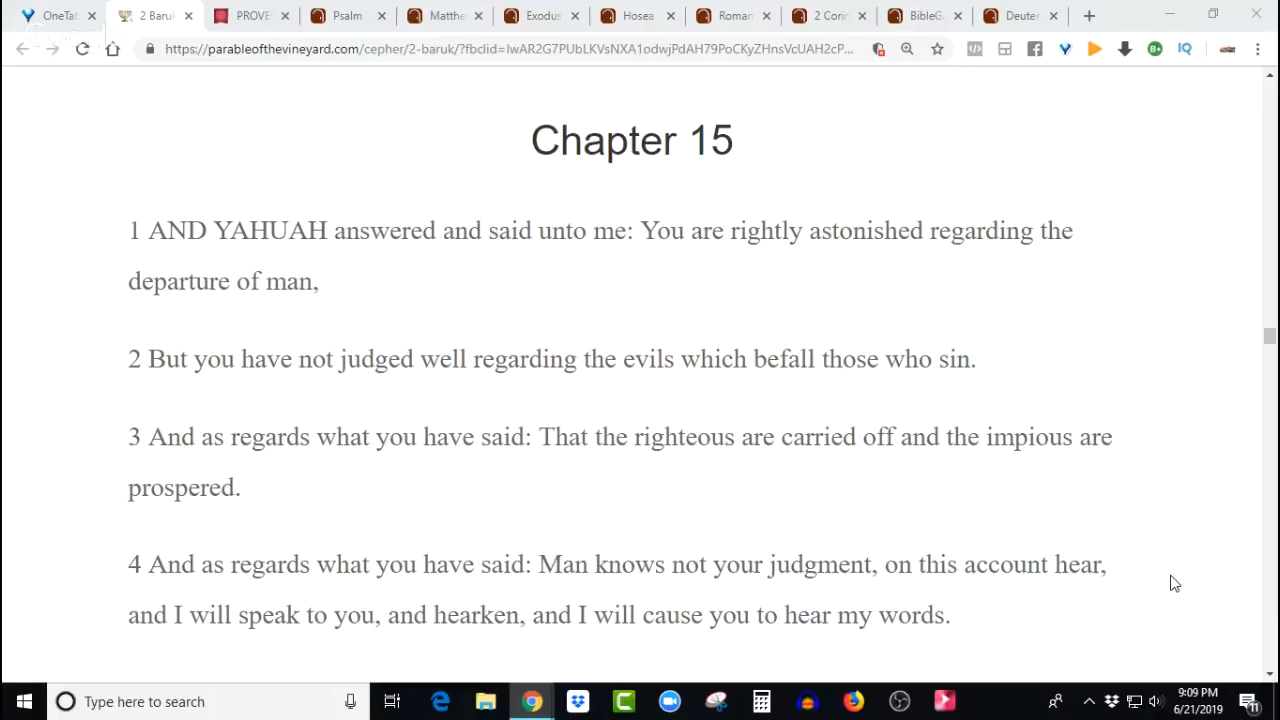 OneTa
2 Baruk
PROVE
Psalm
Matthe
Exodus
Hosea
Roman
2 Corin
BibleGa
Deuter
https://parableofthevineyard.com/cepher/2-baruk/?fbclid=IwAR2G7PUbLKVsNXA1odwjPdAH79PoCKyZHnsVcUAH2cP...
IQ
Chapter 15
1 AND YAHUAH answered and said unto me: You are rightly astonished regarding the
departure of man,
2 But you have not judged well regarding the evils which befall those who sin.
3 And as regards what you have said: That the righteous are carried off and the impious are
prospered.
4 And as regards what you have said: Man knows not your judgment, on this account hear,
and I will speak to you, and hearken, and I will cause you to hear my words.
Type here to search
9:09 PM
6/21/2019
11